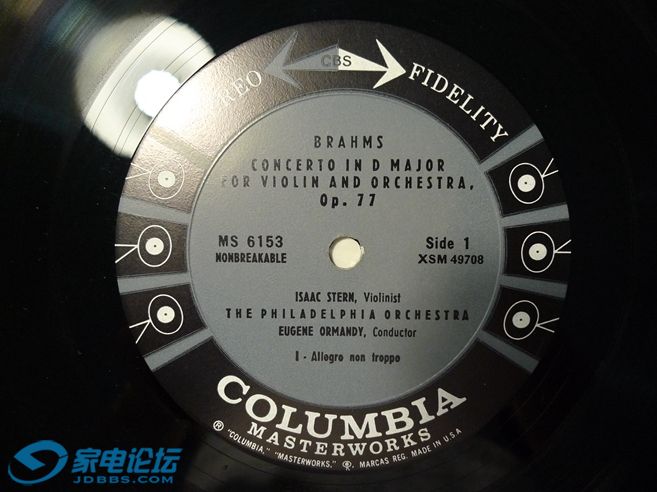 STEREO FIDELITY
CBS
BRAHMS
CONCERTO IN D MAJOR
FOR VIOLIN AND ORCHESTRA,
Op. 77
MS 6153 Side 1
NONBREAKABLE XSM 49708
ISAAC STERN, Violinist
THE PHILADELPHIA ORCHESTRA
EUGENE ORMANDY, Conductor
I - Allegro non troppo
COLUMBIA
MASTERWORKS
® "COLUMBIA," "MASTERWORKS," Ⓟ, MARCAS REG. MADE IN U.S.A
家电论坛
JDBBS.COM